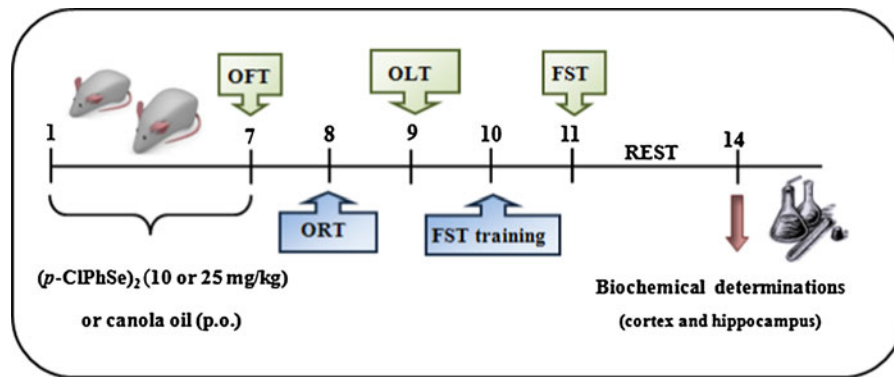 OFT
OLT
FST
1
7
8
9
10
11
REST
14
ORT
FST training
(p-ClPhSe)₂ (10 or 25 mg/kg)
or canola oil (p.o.)
Biochemical determinations
(cortex and hippocampus)